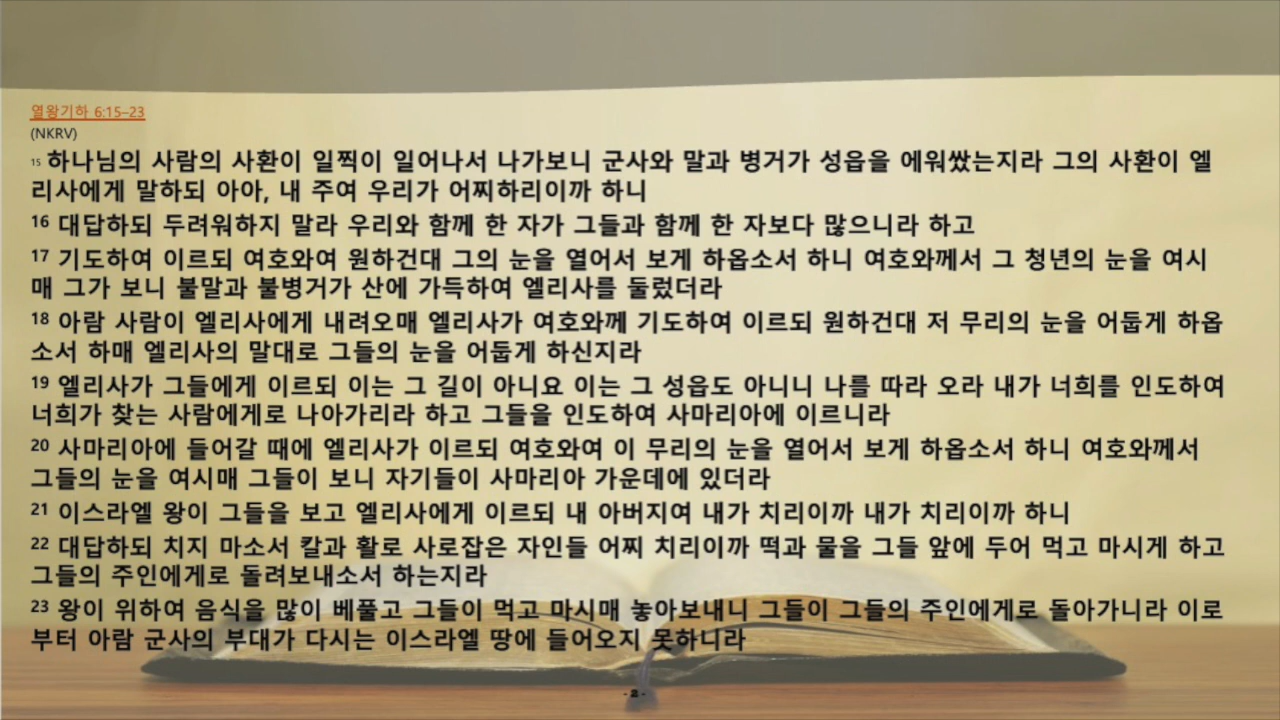 열왕기하 6:15–23
(NKRV)
15 하나님의 사람의 사환이 일찍이 일어나서 나가보니 군사와 말과 병거가 성읍을 에워쌌는지라 그의 사환이 엘
리사에게 말하되 아아, 내 주여 우리가 어찌하리이까 하니
16 대답하되 두려워하지 말라 우리와 함께 한 자가 그들과 함께 한 자보다 많으니라 하고
17 기도하여 이르되 여호와여 원하건대 그의 눈을 열어서 보게 하옵소서 하니 여호와께서 그 청년의 눈을 여시
매 그가 보니 불말과 불병거가 산에 가득하여 엘리사를 둘렀더라
18 아람 사람이 엘리사에게 내려오매 엘리사가 여호와께 기도하여 이르되 원하건대 저 무리의 눈을 어둡게 하옵
소서 하매 엘리사의 말대로 그들의 눈을 어둡게 하신지라
19 엘리사가 그들에게 이르되 이는 그 길이 아니요 이는 그 성읍도 아니니 나를 따라 오라 내가 너희를 인도하여
너희가 찾는 사람에게로 나아가리라 하고 그들을 인도하여 사마리아에 이르니라
20 사마리아에 들어갈 때에 엘리사가 이르되 여호와여 이 무리의 눈을 열어서 보게 하옵소서 하니 여호와께서
그들의 눈을 여시매 그들이 보니 자기들이 사마리아 가운데에 있더라
21 이스라엘 왕이 그들을 보고 엘리사에게 이르되 내 아버지여 내가 치리이까 내가 치리이까 하니
22 대답하되 치지 마소서 칼과 활로 사로잡은 자인들 어찌 치리이까 떡과 물을 그들 앞에 두어 먹고 마시게 하고
그들의 주인에게로 돌려보내소서 하는지라
23 왕이 위하여 음식을 많이 베풀고 그들이 먹고 마시매 놓아보내니 그들이 그들의 주인에게로 돌아가니라 이로
부터 아람 군사의 부대가 다시는 이스라엘 땅에 들어오지 못하니라
- 2 -